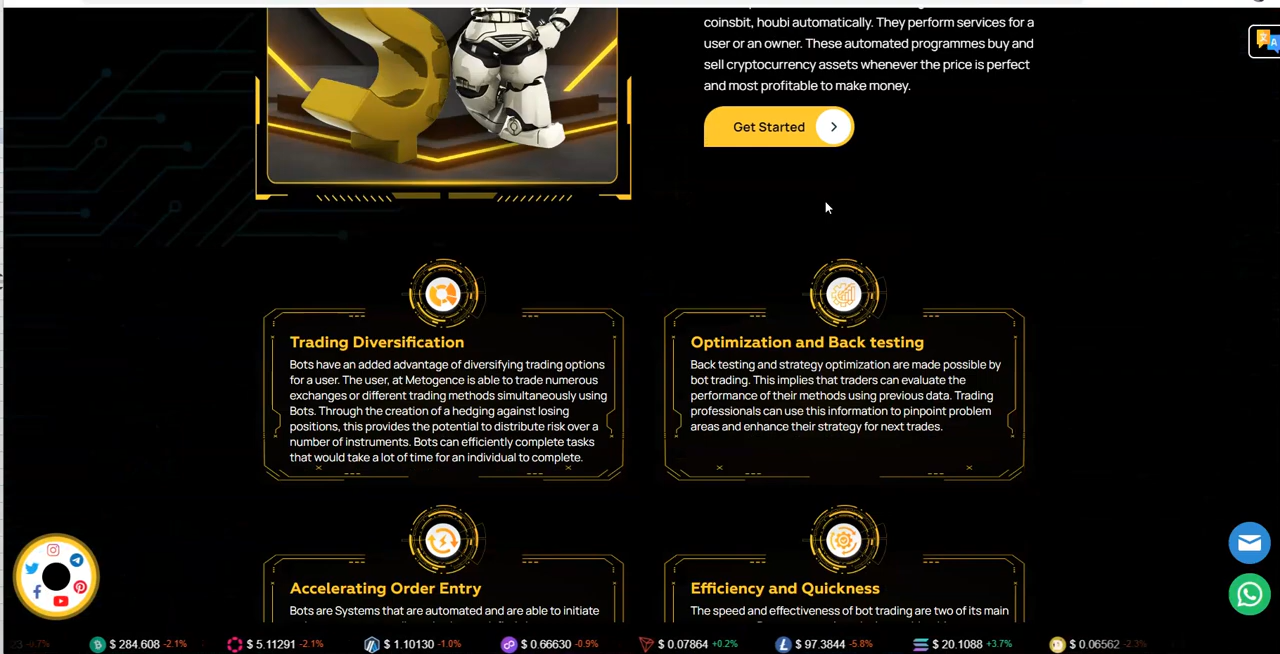 coinsbit, houbi automatically. They perform services for a
user or an owner. These automated programmes buy and
sell cryptocurrency assets whenever the price is perfect
and most profitable to make money.
Get Started
Trading Diversification
Bots have an added advantage of diversifying trading options
for a user. The user, at Metogence is able to trade numerous
exchanges or different trading methods simultaneously using
Bots. Through the creation of a hedging against losing
positions, this provides the potential to distribute risk over a
number of instruments. Bots can efficiently complete tasks
that would take a lot of time for an individual to complete.
Optimization and Back testing
Back testing and strategy optimization are made possible by
bot trading. This implies that traders can evaluate the
performance of their methods using previous data. Trading
professionals can use this information to pinpoint problem
areas and enhance their strategy for next trades.
Accelerating Order Entry
Bots are Systems that are automated and are able to initiate
Efficiency and Quickness
The speed and effectiveness of bot trading are two of its main
23 -0.7% $ 284.608 -2.1% $ 5.11291 -2.1% $ 1.10130 -1.0% $ 0.66630 -0.9% $ 0.07864 +0.2% $ 97.3844 -5.8% $ 20.1088 +3.7% $ 0.06562 -2.3%